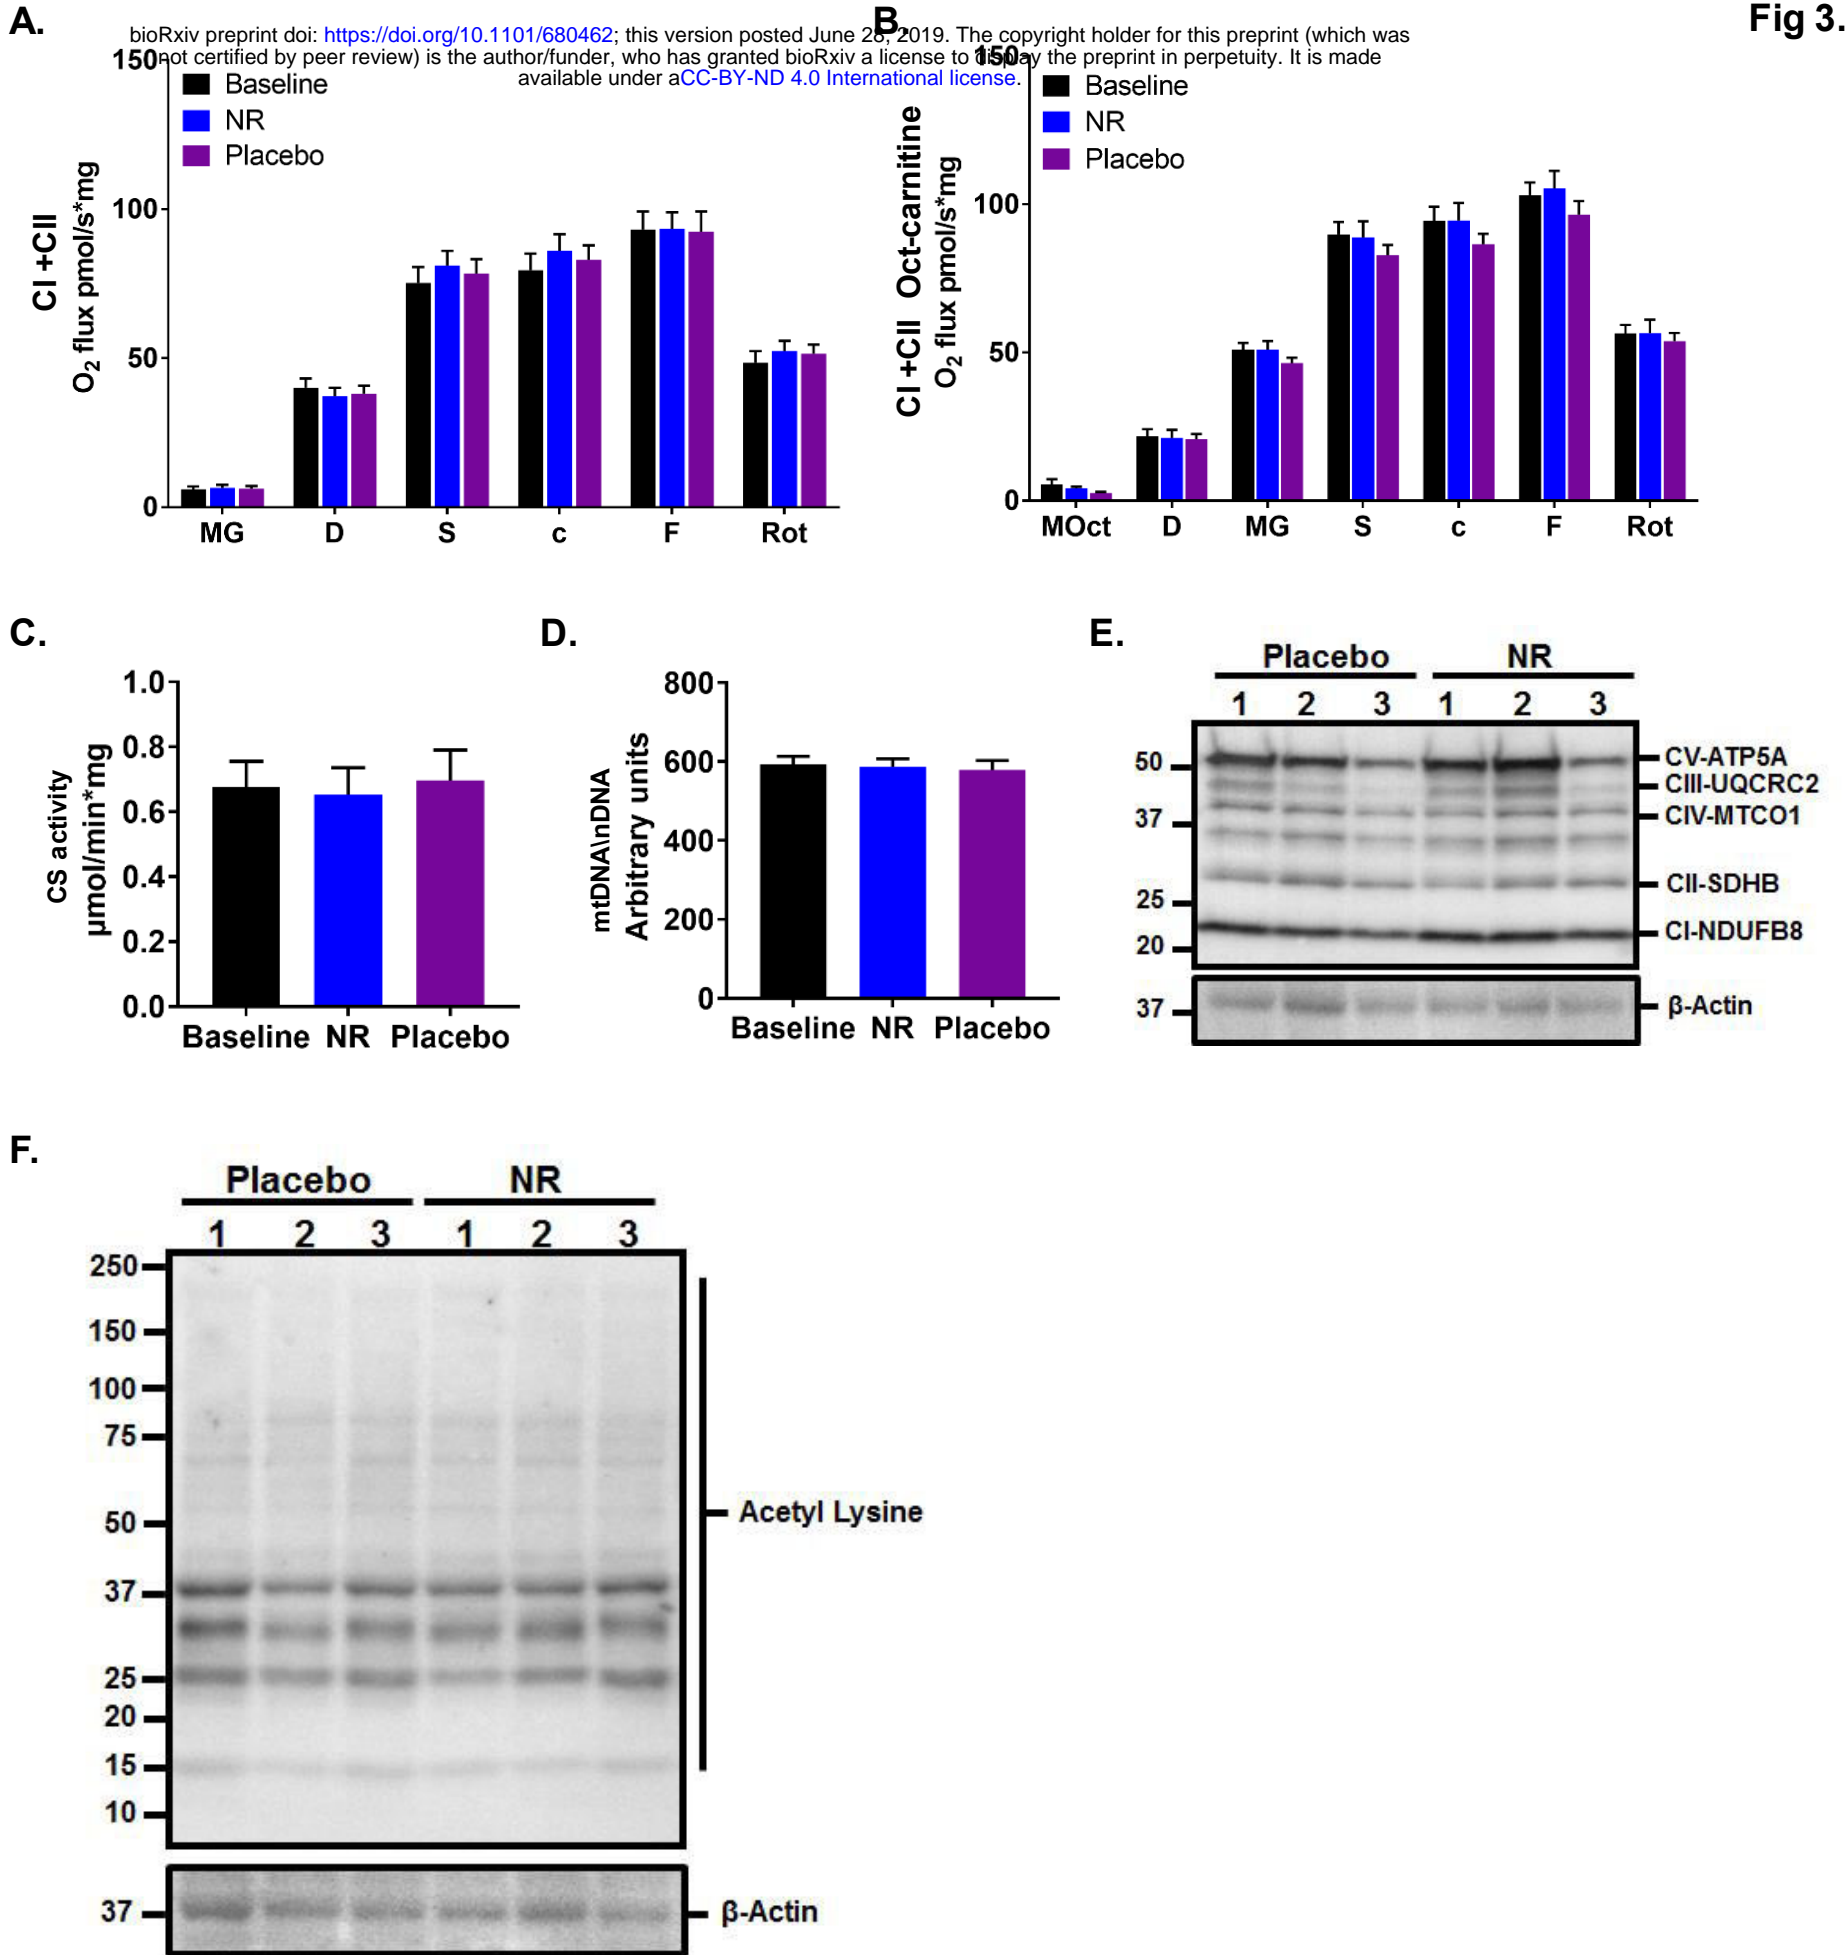 A.
B.
Fig 3.
bioRxiv preprint doi: https://doi.org/10.1101/680462; this version posted June 28, 2019. The copyright holder for this preprint (which was
not certified by peer review) is the author/funder, who has granted bioRxiv a license to display the preprint in perpetuity. It is made
available under aCC-BY-ND 4.0 International license.
CI +CII
O2 flux pmol/s*mg
150
100
50
0
Baseline
NR
Placebo
MG D S c F Rot
CI +CII Oct-carnitine
O2 flux pmol/s*mg
150
100
50
0
Baseline
NR
Placebo
MOct D MG S c F Rot
C.
CS activity
µmol/min*mg
1.0
0.8
0.6
0.4
0.2
0.0
Baseline NR Placebo
D.
mtDNA\nDNA
Arbitrary units
800
600
400
200
0
Baseline NR Placebo
E.
Placebo NR
1 2 3 1 2 3
50
37
25
20
CV-ATP5A
CIII-UQCRC2
CIV-MTCO1
CII-SDHB
CI-NDUFB8
37
β-Actin
F.
Placebo NR
1 2 3 1 2 3
250
150
100
75
50
37
25
20
15
10
Acetyl Lysine
37
β-Actin